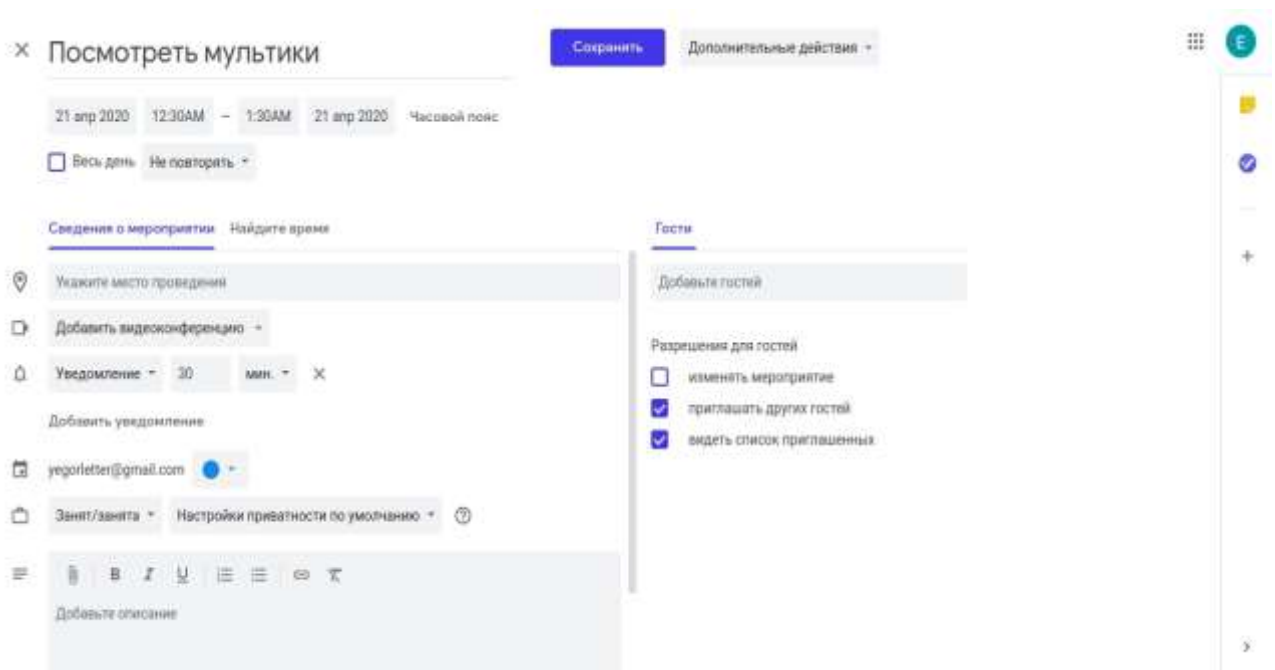 Посмотреть мультики
Сохранить
Дополнительные действия
E
21 апр 2020 12:30AM – 1:30AM 21 апр 2020 Часовой пояс
Весь день Не повторять
Сведения о мероприятии Найдите время
Гости
Укажите место проведения
Добавьте гостей
Добавить видеоконференцию
Разрешения для гостей
Уведомление 30 мин.
изменять мероприятие
приглашать других гостей
Добавить уведомление
видеть список приглашенных
yegorletter@gmail.com
Занят/занята Настройки приватности по умолчанию
B I U
Добавьте описание